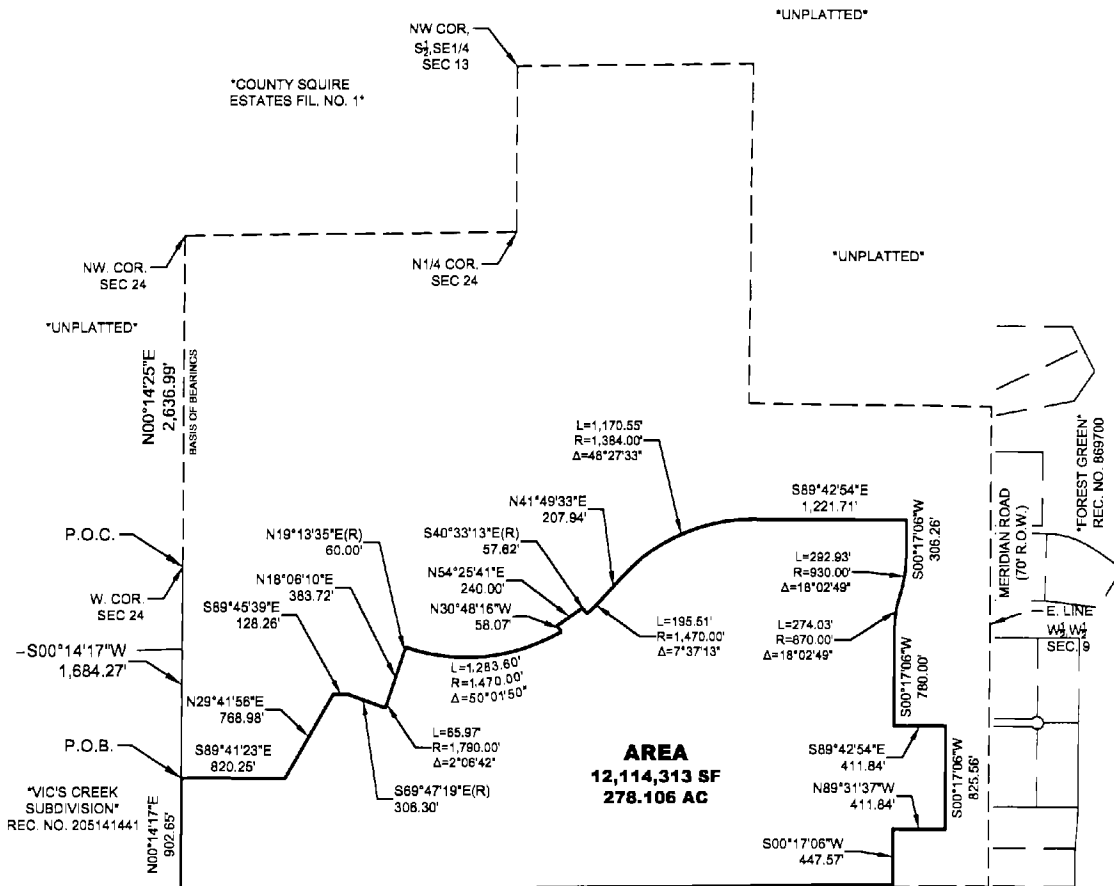 "UNPLATTED"
NW COR,
S½,SE1/4
SEC 13
"COUNTY SQUIRE
ESTATES FIL. NO. 1"
NW. COR.
SEC 24
N1/4 COR.
SEC 24
"UNPLATTED"
"UNPLATTED"
N00°14'25"E
2,636.99'
BASIS OF BEARINGS
L=1,170.55'
R=1,384.00'
Δ=48°27'33"
"FOREST GREEN"
REC. NO. 869700
N41°49'33"E
207.94'
S89°42'54"E
1,221.71'
P.O.C.
N19°13'35"E(R)
60.00'
S40°33'13"E(R)
57.62'
S00°17'06"W
306.26'
MERIDIAN ROAD
(70' R.O.W.)
W. COR.
SEC 24
N18°06'10"E
383.72'
N54°25'41"E
240.00'
L=292.93'
R=930.00'
Δ=18°02'49"
S89°45'39"E
128.26'
N30°48'16"W
58.07'
E. LINE
W½,W½
SEC. 9
S00°14'17"W
1,684.27'
L=195.51'
R=1,470.00'
Δ=7°37'13"
L=274.03'
R=870.00'
Δ=18°02'49"
L=1,283.60'
R=1,470.00'
Δ=50°01'50"
S00°17'06"W
780.00'
N29°41'56"E
768.98'
P.O.B.
S89°41'23"E
820.25'
L=65.97'
R=1,790.00'
Δ=2°06'42"
AREA
12,114,313 SF
278.106 AC
S89°42'54"E
411.84'
S00°17'06"W
825.56'
"VIC'S CREEK
SUBDIVISION"
REC. NO. 205141441
N00°14'17"E
902.65'
S69°47'19"E(R)
306.30'
N89°31'37"W
411.84'
S00°17'06"W
447.57'